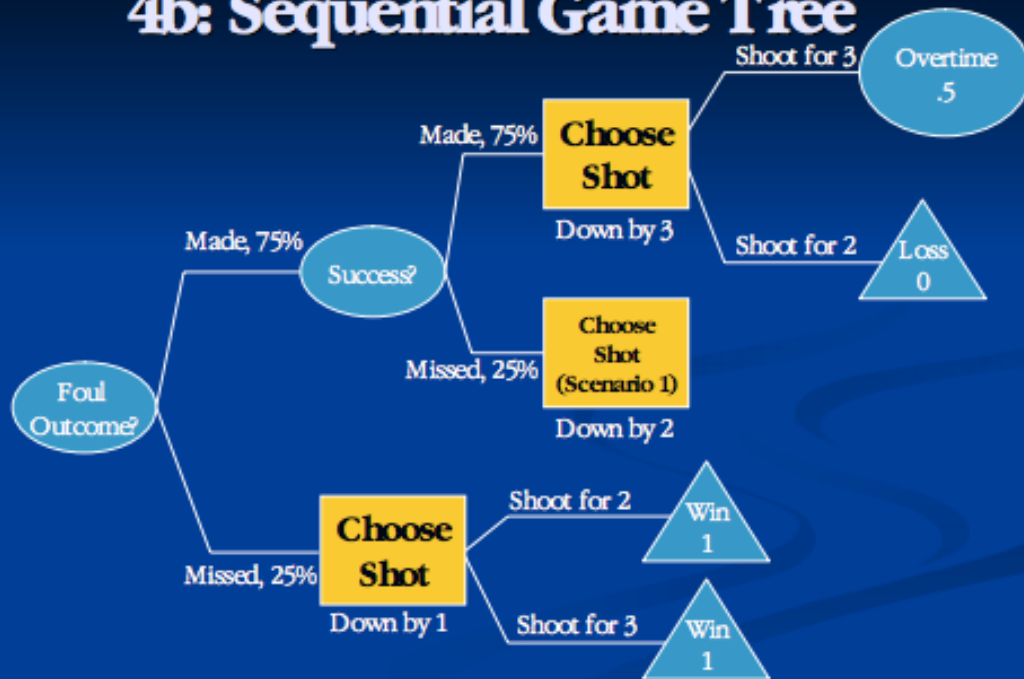 4b: Sequential Game Tree
Shoot for 3
Overtime
.5
Made, 75%
Choose
Shot
Down by 3
Made, 75%
Shoot for 2
Loss
0
Success?
Choose
Shot
(Scenario 1)
Missed, 25%
Down by 2
Foul
Outcome?
Shoot for 2
Win
1
Choose
Shot
Missed, 25%
Down by 1
Shoot for 3
Win
1